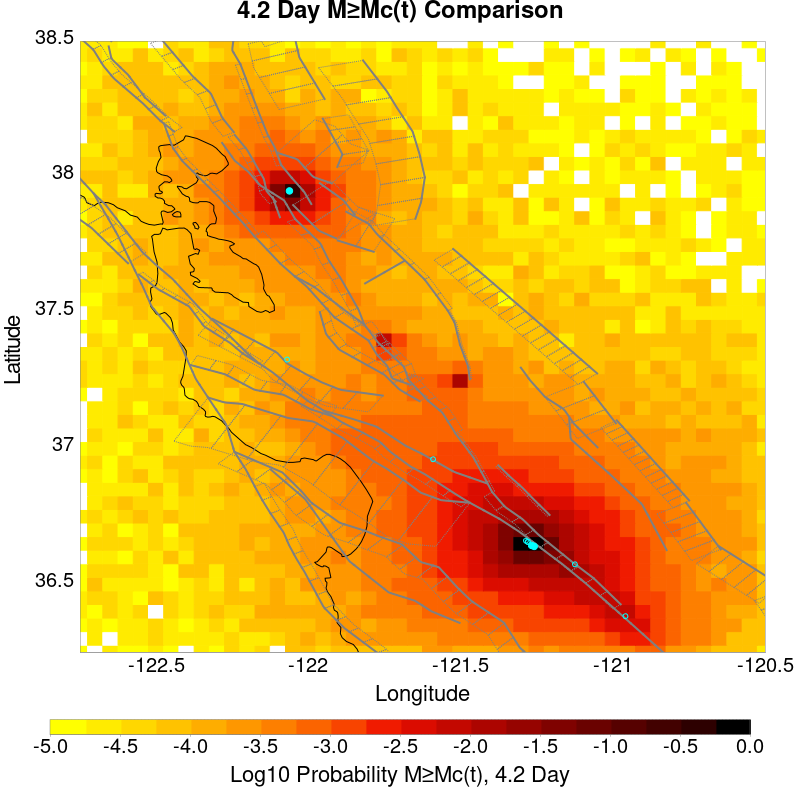 4.2 Day M≥Mc(t) Comparison
38.5
38
37.5
37
36.5
Latitude
-122.5 -122 -121.5 -121 -120.5
Longitude
-5.0 -4.5 -4.0 -3.5 -3.0 -2.5 -2.0 -1.5 -1.0 -0.5 0.0
Log10 Probability M≥Mc(t), 4.2 Day